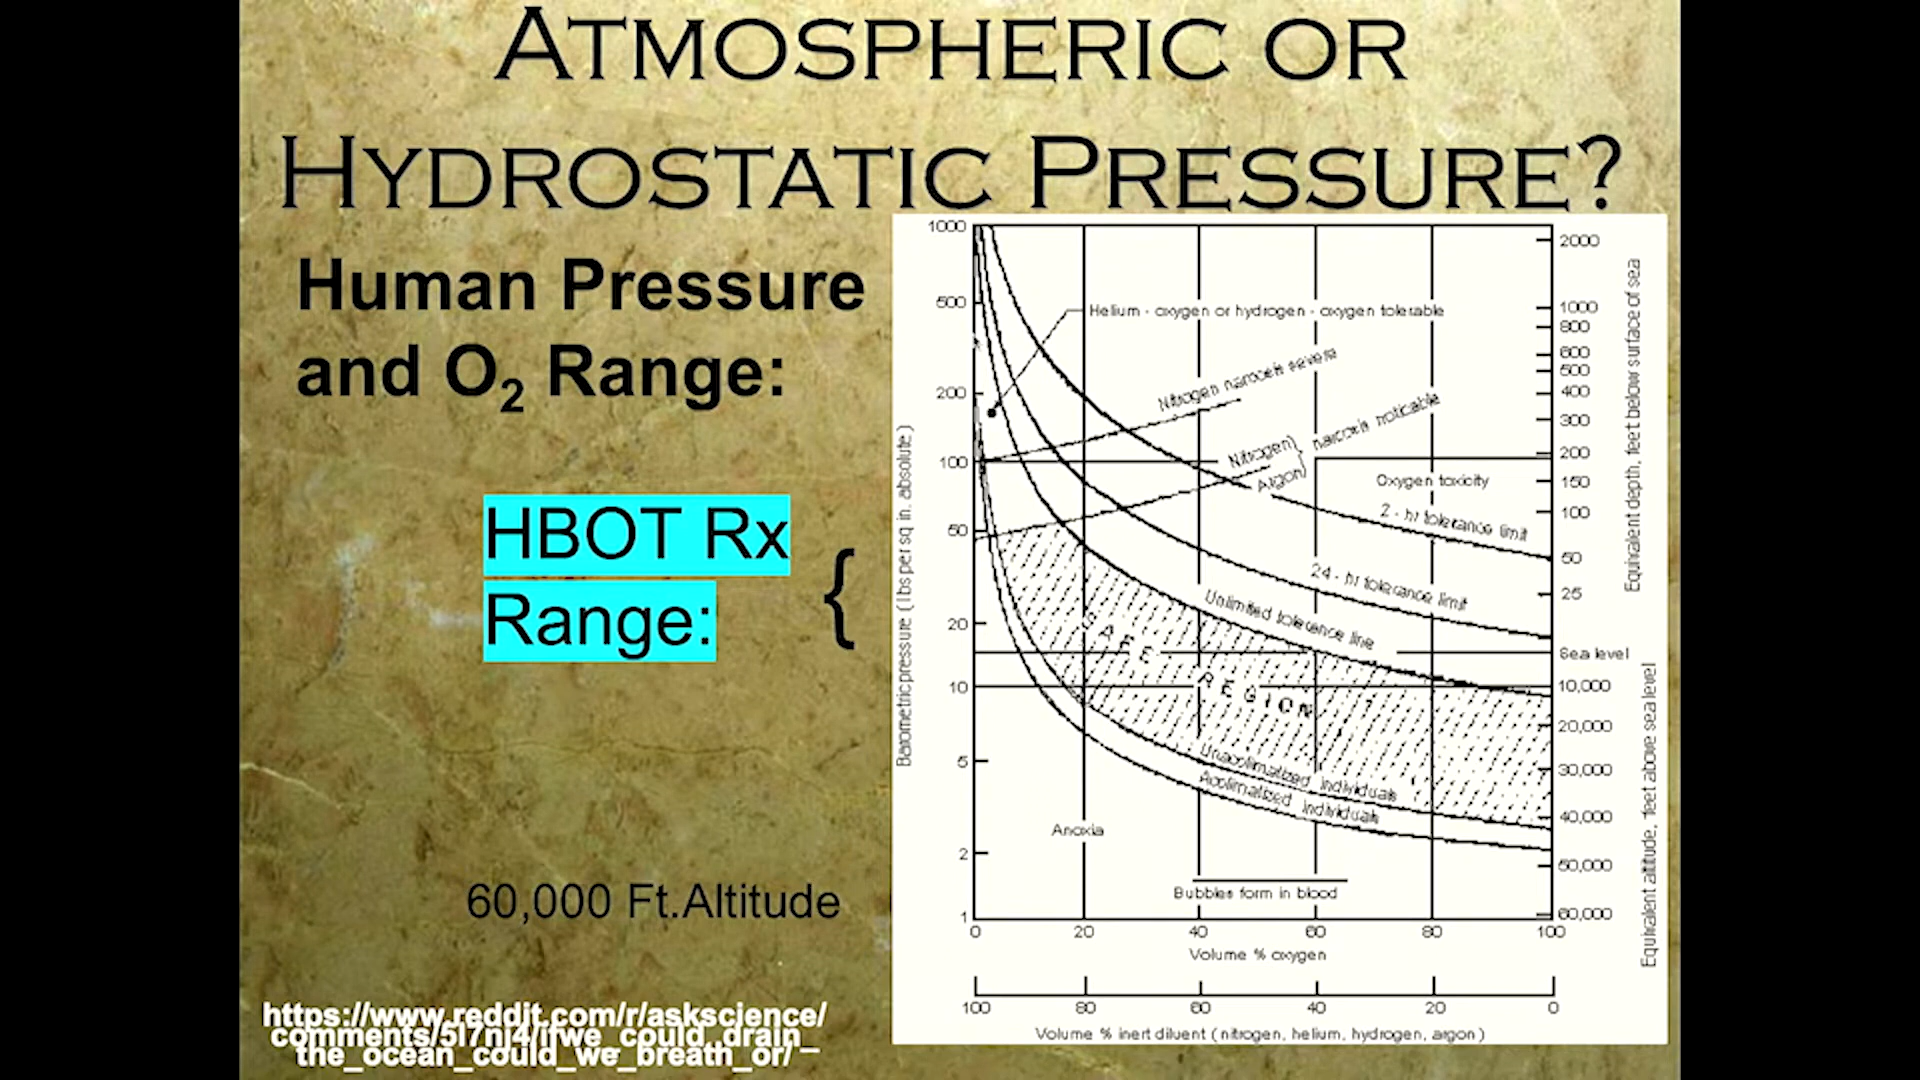 ATMOSPHERIC OR
HYDROSTATIC PRESSURE?
Human Pressure
and O2 Range:
HBOT Rx
Range:
{
60,000 Ft.Altitude
https://www.reddit.com/r/askscience/
comments/5l7nj4/ifwe_could_drain_
the_ocean_could_we_breath_or/
Barometric pressure (lbs per sq in. absolute)
1000
500
200
100
50
20
10
5
2
1
Helium - oxygen or hydrogen - oxygen tolerable
Nitrogen narcosis severe
Nitrogen} narcosis noticable
Argon}
Oxygen toxicity
2 - hr tolerance limit
24 - hr tolerance limit
Unlimited tolerence line
SAFE REGION
Unacclimatized individuals
Acclimatized individuals
Anoxia
Bubbles form in blood
2000
1000
800
600
500
400
300
200
150
100
50
25
Sea level
10,000
20,000
30,000
40,000
50,000
60,000
Equivalent depth, feet below surface of sea
Equivalent altitude, feet above sea level
0 20 40 60 80 100
Volume % oxygen
100 80 60 40 20 0
Volume % inert diluent (nitrogen, helium, hydrogen, argon)